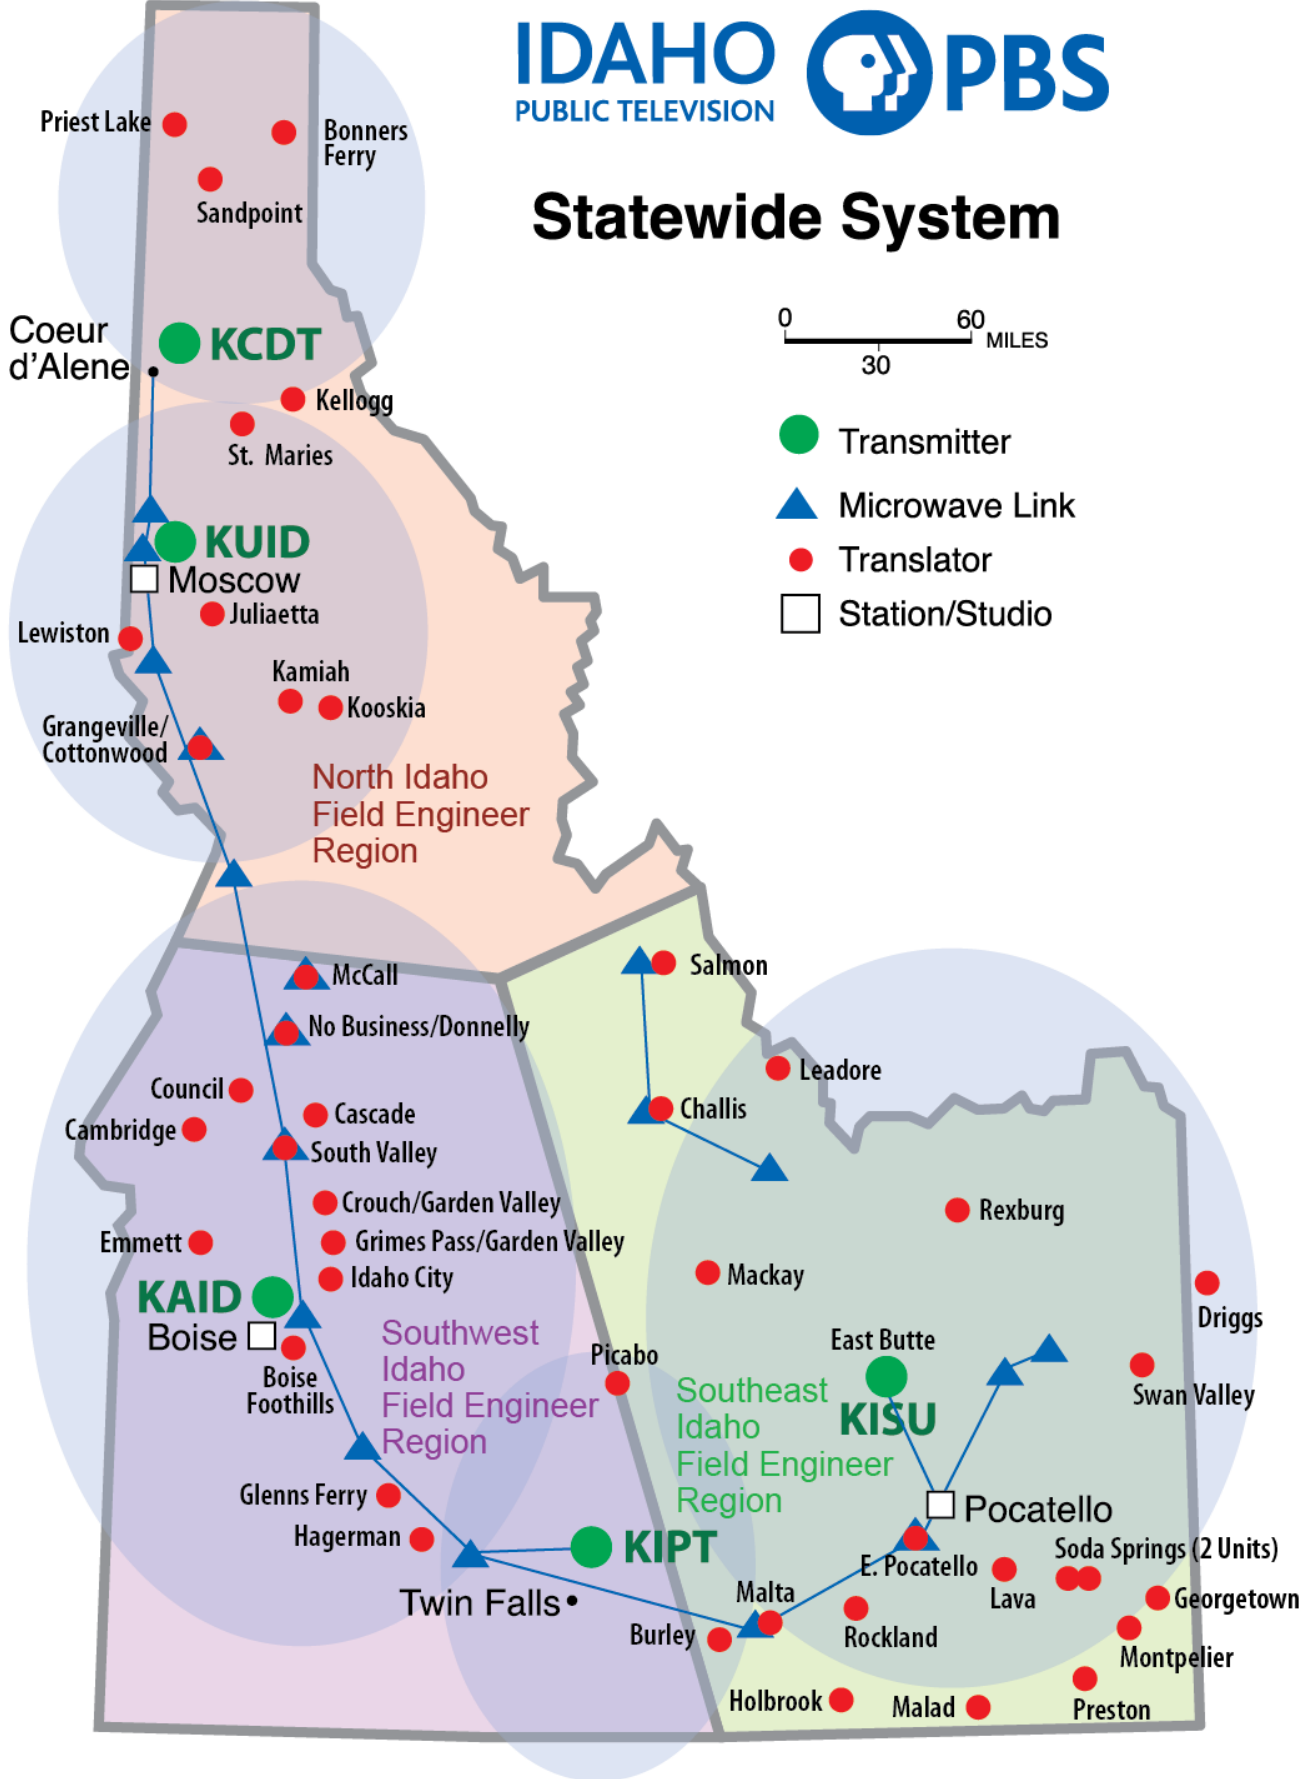 IDAHO
PUBLIC TELEVISION
PBS
Statewide System
0
60
MILES
30
Transmitter
Microwave Link
Translator
Station/Studio
Priest Lake
Bonners
Ferry
Sandpoint
Coeur
d'Alene
KCDT
Kellogg
St. Maries
KUID
Moscow
Juliaetta
Lewiston
Kamiah
Kooskia
Grangeville/
Cottonwood
North Idaho
Field Engineer
Region
McCall
No Business/Donnelly
Council
Cascade
Cambridge
South Valley
Crouch/Garden Valley
Emmett
Grimes Pass/Garden Valley
Idaho City
KAID
Boise
Boise
Foothills
Southwest
Idaho
Field Engineer
Region
Glenns Ferry
Hagerman
KIPT
Twin Falls
Salmon
Leadore
Challis
Rexburg
Mackay
Driggs
East Butte
KISU
Picabo
Swan Valley
Southeast
Idaho
Field Engineer
Region
Pocatello
E. Pocatello
Soda Springs (2 Units)
Lava
Georgetown
Malta
Burley
Rockland
Montpelier
Holbrook
Malad
Preston